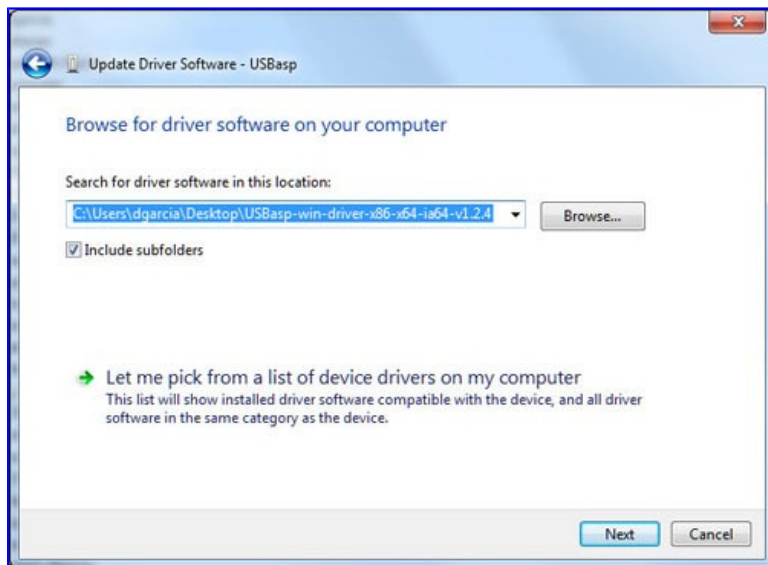 Update Driver Software - USBasp
Browse for driver software on your computer
Search for driver software in this location:
C:\Users\dgarcia\Desktop\USBasp-win-driver-x86-x64-ia64-v1.2.4
Browse...
Include subfolders
Let me pick from a list of device drivers on my computer
This list will show installed driver software compatible with the device, and all driver
software in the same category as the device.
Next
Cancel